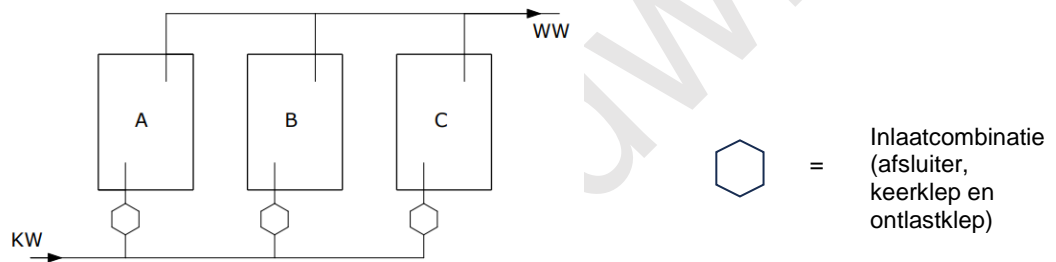 WW
A
B
C
KW
=
Inlaatcombinatie
(afsluiter,
keerklep en
ontlastklep)